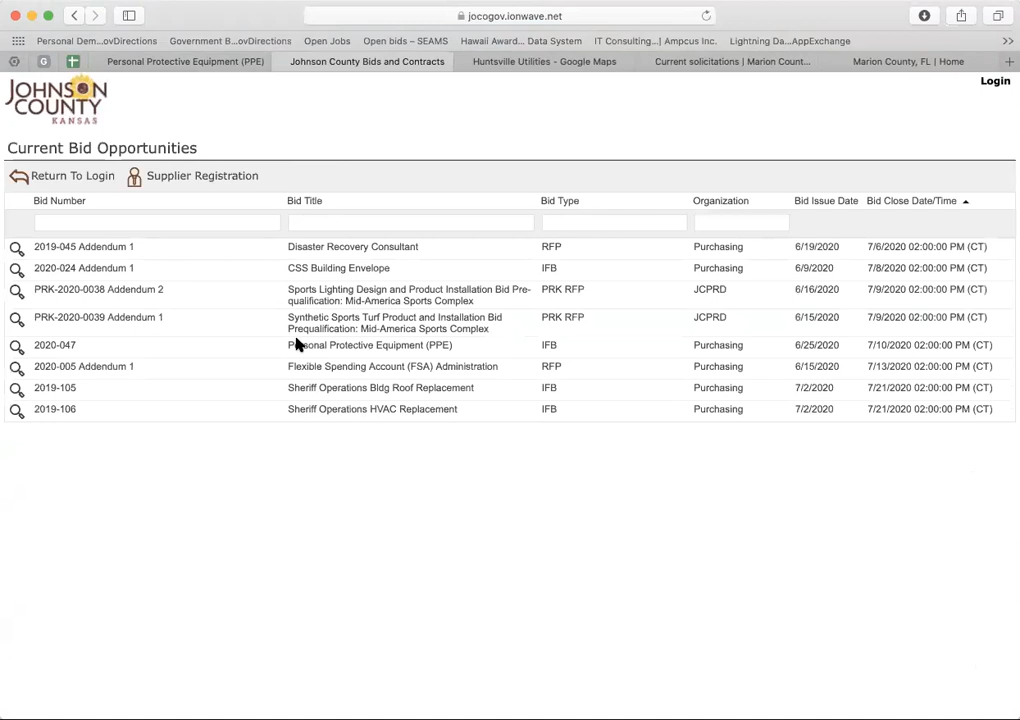 jocogov.ionwave.net
Personal Dem...ovDirections Government B...ovDirections Open Jobs Open bids – SEAMS Hawaii Award... Data System IT Consulting...| Ampcus Inc. Lightning Da...AppExchange >>
G Personal Protective Equipment (PPE) Johnson County Bids and Contracts Huntsville Utilities - Google Maps Current solicitations | Marion Count... Marion County, FL | Home +
JOHNSON
COUNTY
KANSAS
Login
Current Bid Opportunities
Return To Login Supplier Registration
Bid Number Bid Title Bid Type Organization Bid Issue Date Bid Close Date/Time
2019-045 Addendum 1 Disaster Recovery Consultant RFP Purchasing 6/19/2020 7/6/2020 02:00:00 PM (CT)
2020-024 Addendum 1 CSS Building Envelope IFB Purchasing 6/9/2020 7/8/2020 02:00:00 PM (CT)
PRK-2020-0038 Addendum 2 Sports Lighting Design and Product Installation Bid Pre- PRK RFP JCPRD 6/16/2020 7/9/2020 02:00:00 PM (CT)
qualification: Mid-America Sports Complex
PRK-2020-0039 Addendum 1 Synthetic Sports Turf Product and Installation Bid PRK RFP JCPRD 6/15/2020 7/9/2020 02:00:00 PM (CT)
Prequalification: Mid-America Sports Complex
2020-047 Personal Protective Equipment (PPE) IFB Purchasing 6/25/2020 7/10/2020 02:00:00 PM (CT)
2020-005 Addendum 1 Flexible Spending Account (FSA) Administration RFP Purchasing 6/15/2020 7/13/2020 02:00:00 PM (CT)
2019-105 Sheriff Operations Bldg Roof Replacement IFB Purchasing 7/2/2020 7/21/2020 02:00:00 PM (CT)
2019-106 Sheriff Operations HVAC Replacement IFB Purchasing 7/2/2020 7/21/2020 02:00:00 PM (CT)